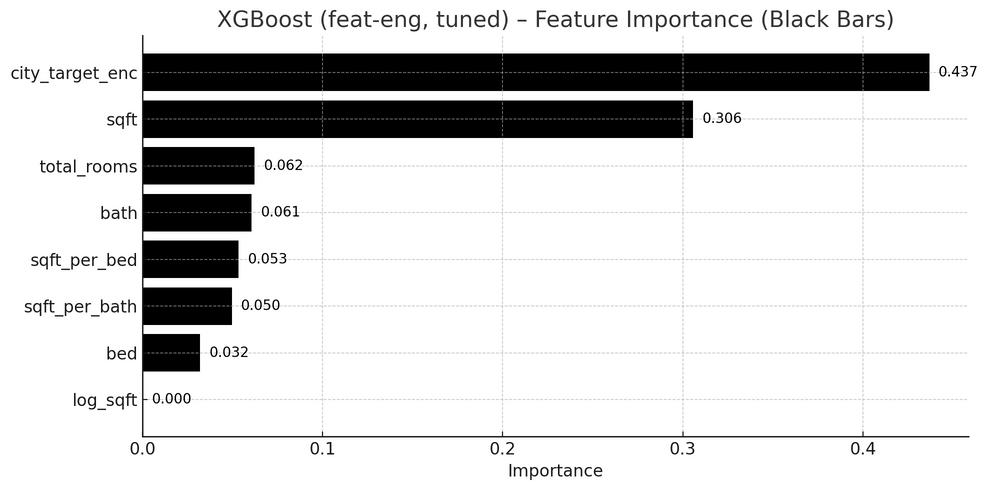 XGBoost (feat-eng, tuned) – Feature Importance (Black Bars)
city_target_enc 0.437
sqft 0.306
total_rooms 0.062
bath 0.061
sqft_per_bed 0.053
sqft_per_bath 0.050
bed 0.032
log_sqft 0.000
0.0 0.1 0.2 0.3 0.4
Importance